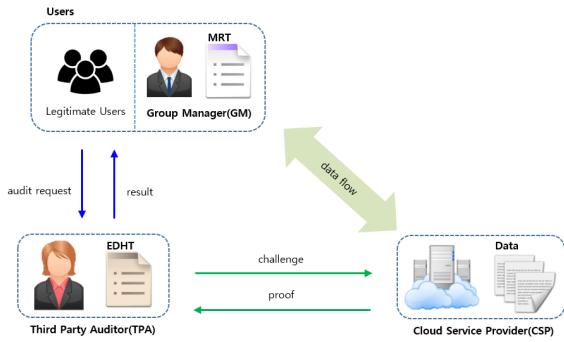 Users
MRT
Legitimate Users
Group Manager(GM)
data flow
audit request
result
EDHT
Third Party Auditor(TPA)
challenge
proof
Data
Cloud Service Provider(CSP)